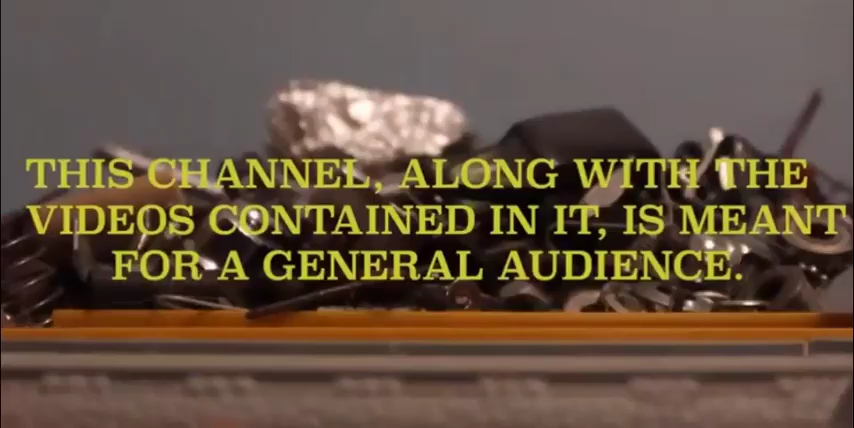 THIS CHANNEL, ALONG WITH THE
VIDEOS CONTAINED IN IT, IS MEANT
FOR A GENERAL AUDIENCE.